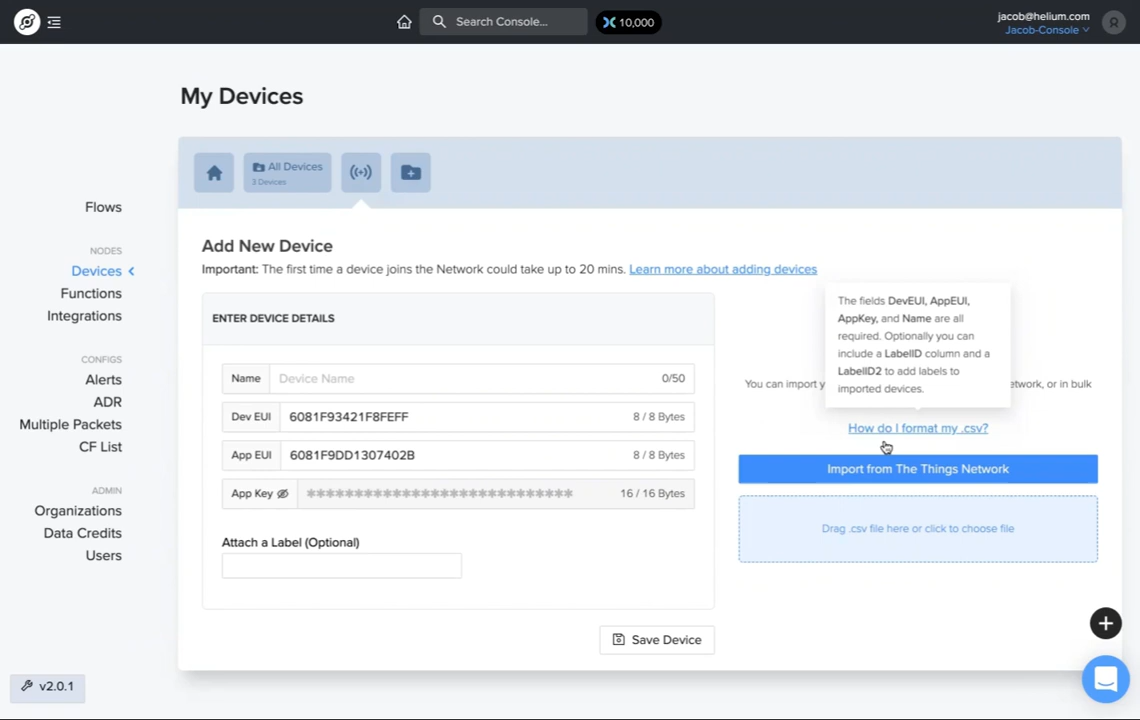 Search Console...
10,000
jacob@helium.com
Jacob-Console
R
My Devices
All Devices
3 Devices
Flows
NODES
Devices
Functions
Integrations
CONFIGS
Alerts
ADR
Multiple Packets
CF List
ADMIN
Organizations
Data Credits
Users
v2.0.1
Add New Device
Important: The first time a device joins the Network could take up to 20 mins. Learn more about adding devices
ENTER DEVICE DETAILS
Name Device Name 0/50
Dev EUI 6081F93421F8FEFF 8 / 8 Bytes
App EUI 6081F9DD1307402B 8 / 8 Bytes
App Key **************************** 16 / 16 Bytes
Attach a Label (Optional)
Save Device
The fields DevEUI, AppEUI,
AppKey, and Name are all
required. Optionally you can
include a LabelID column and a
LabelID2 to add labels to
imported devices.
You can import etwork, or in bulk
How do I format my .csv?
Import from The Things Network
Drag .csv file here or click to choose file